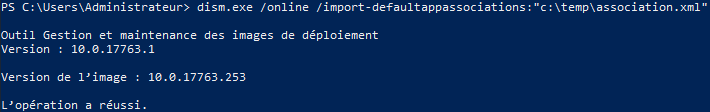 PS C:\Users\Administrateur> dism.exe /online /import-defaultappassociations:"c:\temp\association.xml"
Outil Gestion et maintenance des images de déploiement
Version : 10.0.17763.1
Version de l’image : 10.0.17763.253
L’opération a réussi.